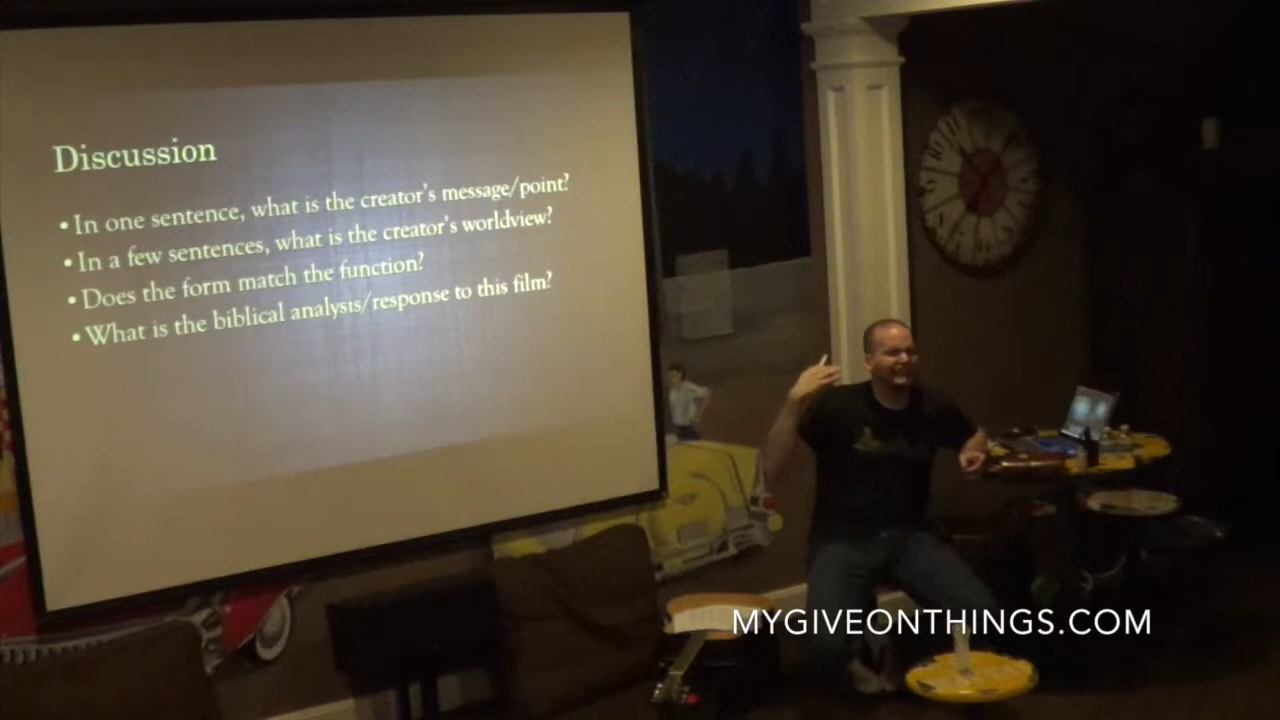 Discussion
• In one sentence, what is the creator's message/point?
• In a few sentences, what is the creator's worldview?
• Does the form match the function?
• What is the biblical analysis/response to this film?
MYGIVEONTHINGS.COM